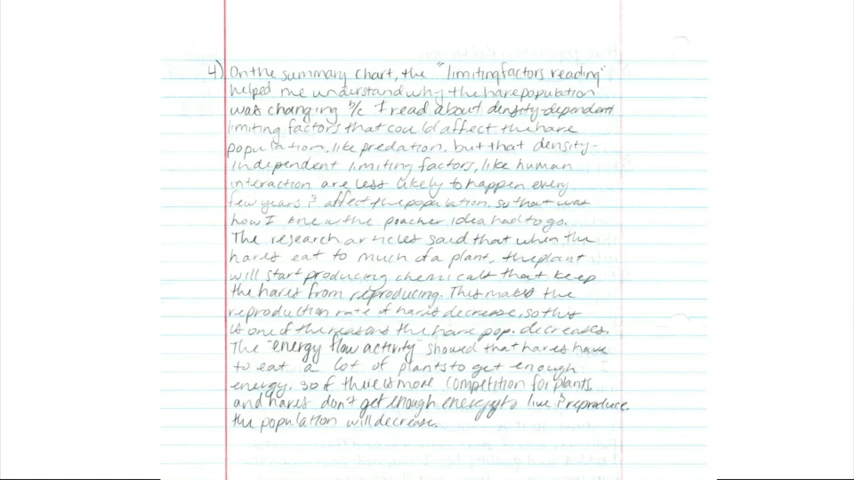 4) On the summary chart, the "limiting factors reading"
helped me understand why the hare population
was changing b/c I read about density-dependent
limiting factors that could affect the hare
population, like predation, but that density-
independent limiting factors, like human
interaction are less likely to happen every
few years & affect the population, so that was
how I knew the poacher idea had to go.
The research articles said that when the
hares eat to much of a plant, the plant
will start producing chemicals that keep
the hares from reproducing. This makes the
reproduction rate of hares decrease, so this
is one of the reasons the hare pop. decreases.
The "energy flow activity" showed that hares have
to eat a lot of plants to get enough
energy. So if there is more competition for plants,
and hares don't get enough energy to live & reproduce
the population will decrease.